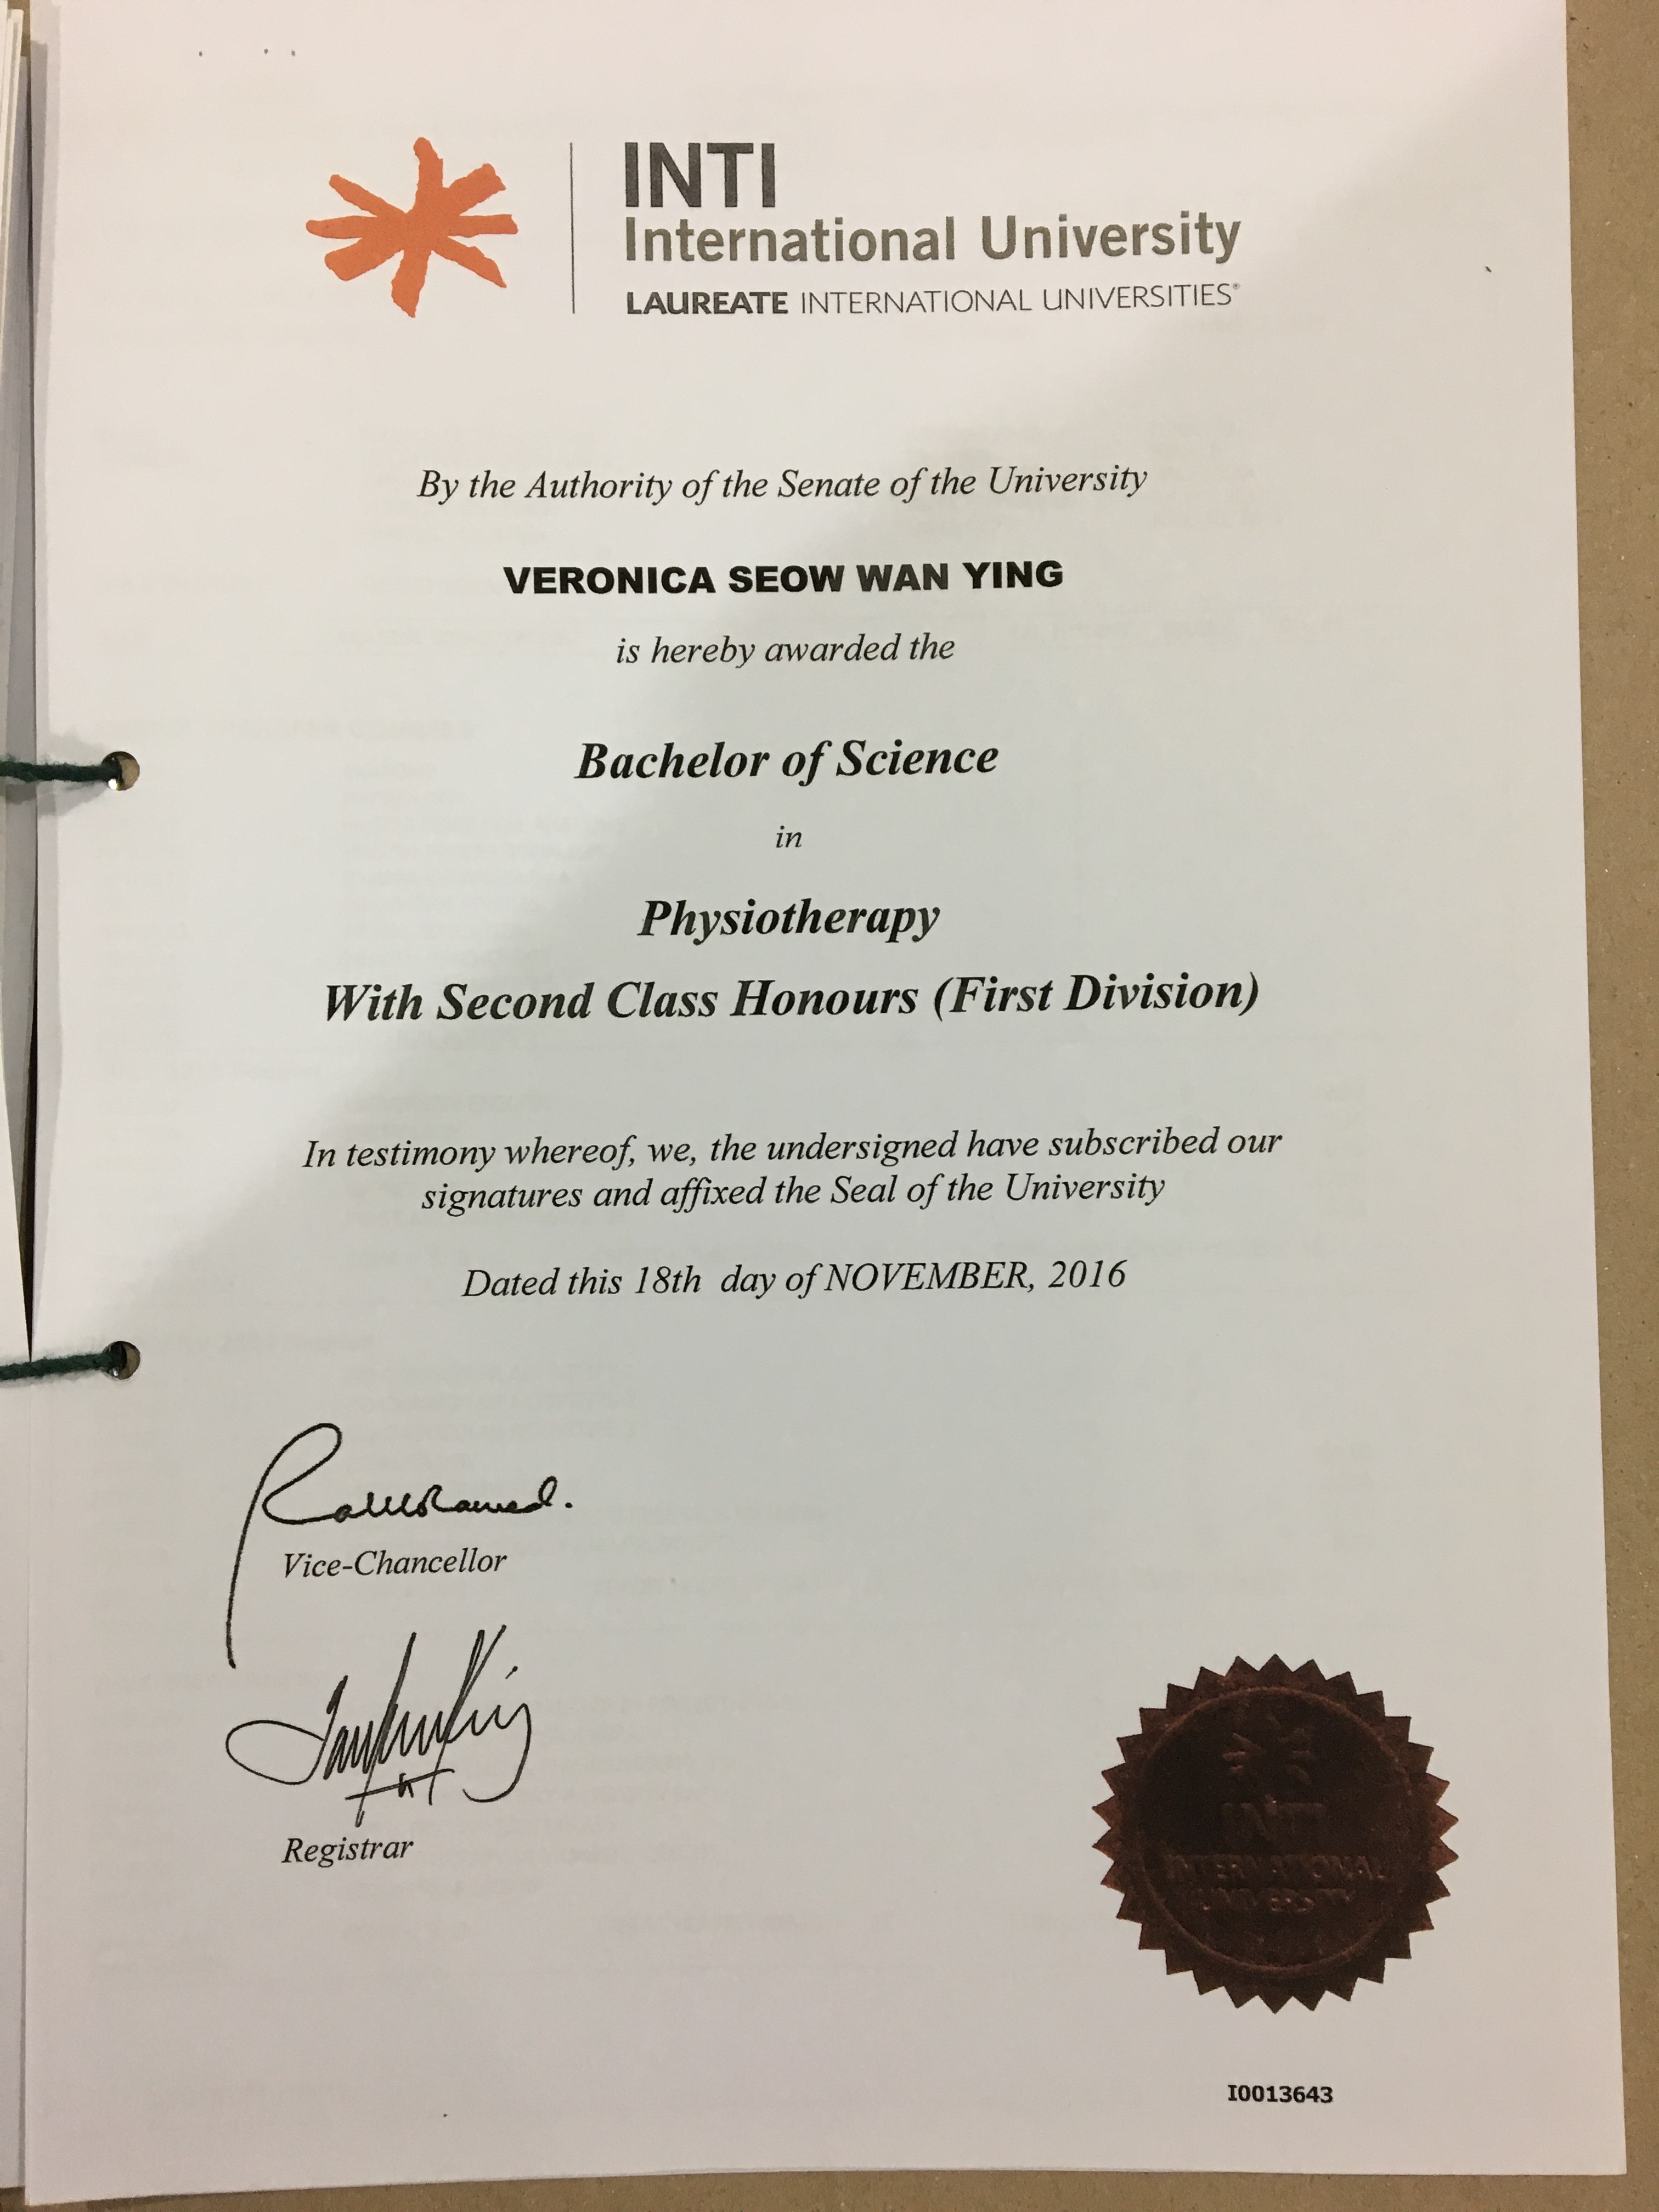 INTI
International University
LAUREATE INTERNATIONAL UNIVERSITIES®
By the Authority of the Senate of the University
VERONICA SEOW WAN YING
is hereby awarded the
Bachelor of Science
in
Physiotherapy
With Second Class Honours (First Division)
In testimony whereof, we, the undersigned have subscribed our
signatures and affixed the Seal of the University
Dated this 18th day of NOVEMBER, 2016
Vice-Chancellor
Registrar
INTI
INTERNATIONAL
UNIVERSITY
I0013643